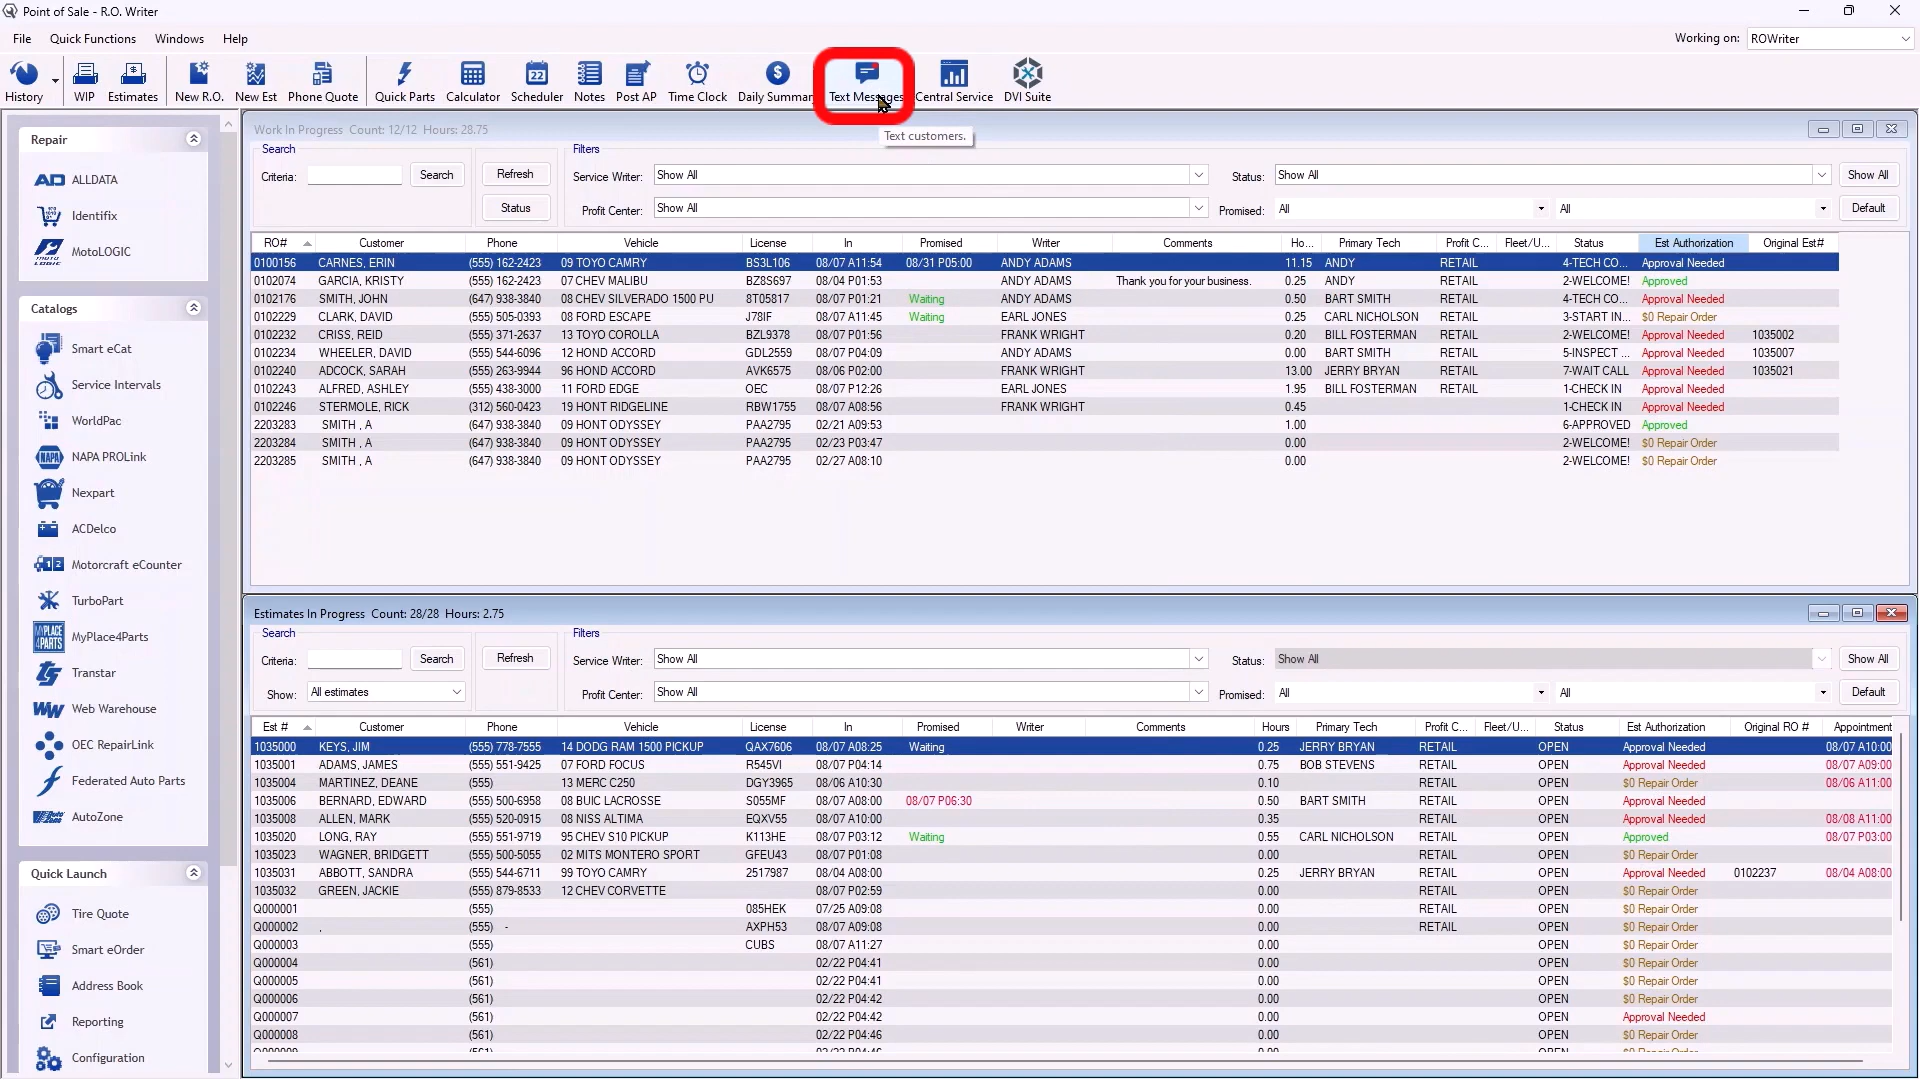 Point of Sale - R.O. Writer
File Quick Functions Windows Help Working on: ROWriter
History WIP Estimates New R.O. New Est Phone Quote Quick Parts Calculator Scheduler Notes Post AP Time Clock Daily Summar Text Messages Central Service DVI Suite
Text customers.
Repair
ALLDATA
Identifix
MotoLOGIC
Catalogs
Smart eCat
Service Intervals
WorldPac
NAPA PROLink
Nexpart
ACDelco
Motorcraft eCounter
TurboPart
MyPlace4Parts
Transtar
Web Warehouse
OEC RepairLink
Federated Auto Parts
AutoZone
Quick Launch
Tire Quote
Smart eOrder
Address Book
Reporting
Configuration
Work In Progress Count: 12/12 Hours: 28.75
Search Filters
Criteria: Search Refresh Service Writer: Show All Status: Show All Show All
Status Profit Center: Show All Promised: All All Default
RO# Customer Phone Vehicle License In Promised Writer Comments Ho... Primary Tech Profit C... Fleet/U... Status Est Authorization Original Est#
0100156 CARNES, ERIN (555) 162-2423 09 TOYO CAMRY BS3L106 08/07 A11:54 08/31 P05:00 ANDY ADAMS 11.15 ANDY RETAIL 4-TECH CO... Approval Needed
0102074 GARCIA, KRISTY (555) 162-2423 07 CHEV MALIBU BZ8S697 08/04 P01:53 ANDY ADAMS Thank you for your business. 0.25 ANDY RETAIL 2-WELCOME! Approved
0102176 SMITH, JOHN (647) 938-3840 08 CHEV SILVERADO 1500 PU 8T05817 08/07 P01:21 Waiting ANDY ADAMS 0.50 BART SMITH RETAIL 4-TECH CO... Approval Needed
0102229 CLARK, DAVID (555) 505-0393 08 FORD ESCAPE J78IF 08/07 A11:45 Waiting EARL JONES 0.25 CARL NICHOLSON RETAIL 3-START IN... $0 Repair Order
0102232 CRISS, REID (555) 371-2637 13 TOYO COROLLA BZL9378 08/07 P01:56 FRANK WRIGHT 0.20 BILL FOSTERMAN RETAIL 2-WELCOME! Approval Needed 1035002
0102234 WHEELER, DAVID (555) 544-6096 12 HOND ACCORD GDL2559 08/07 P04:09 ANDY ADAMS 0.00 BART SMITH RETAIL 5-INSPECT ... Approval Needed 1035007
0102240 ADCOCK, SARAH (555) 263-9944 96 HOND ACCORD AVK6575 08/06 P02:00 FRANK WRIGHT 13.00 JERRY BRYAN RETAIL 7-WAIT CALL Approval Needed 1035021
0102243 ALFRED, ASHLEY (555) 438-3000 11 FORD EDGE OEC 08/07 P12:26 EARL JONES 1.95 BILL FOSTERMAN RETAIL 1-CHECK IN Approval Needed
0102246 STERMOLE, RICK (312) 560-0423 19 HONT RIDGELINE RBW1755 08/07 A08:56 FRANK WRIGHT 0.45 1-CHECK IN Approval Needed
2203283 SMITH , A (647) 938-3840 09 HONT ODYSSEY PAA2795 02/21 A09:53 1.00 6-APPROVED Approved
2203284 SMITH , A (647) 938-3840 09 HONT ODYSSEY PAA2795 02/23 P03:47 0.00 2-WELCOME! $0 Repair Order
2203285 SMITH , A (647) 938-3840 09 HONT ODYSSEY PAA2795 02/27 A08:10 0.00 2-WELCOME! $0 Repair Order
Estimates In Progress Count: 28/28 Hours: 2.75
Search Filters
Criteria: Search Refresh Service Writer: Show All Status: Show All Show All
Show: All estimates Profit Center: Show All Promised: All All Default
Est # Customer Phone Vehicle License In Promised Writer Comments Hours Primary Tech Profit C... Fleet/U... Status Est Authorization Original RO # Appointment
1035000 KEYS, JIM (555) 778-7555 14 DODG RAM 1500 PICKUP QAX7606 08/07 A08:25 Waiting 0.25 JERRY BRYAN RETAIL OPEN Approval Needed 08/07 A10:00
1035001 ADAMS, JAMES (555) 551-9425 07 FORD FOCUS R545VI 08/07 P04:14 0.75 BOB STEVENS RETAIL OPEN Approval Needed 08/07 A09:00
1035004 MARTINEZ, DEANE (555) 13 MERC C250 DGY3965 08/06 A10:30 0.10 RETAIL OPEN $0 Repair Order 08/06 A11:00
1035006 BERNARD, EDWARD (555) 500-6958 08 BUIC LACROSSE S055MF 08/07 A08:00 08/07 P06:30 0.50 BART SMITH RETAIL OPEN Approval Needed
1035008 ALLEN, MARK (555) 520-0915 08 NISS ALTIMA EQXV55 08/07 A10:00 0.35 RETAIL OPEN Approval Needed 08/08 A11:00
1035020 LONG, RAY (555) 551-9719 95 CHEV S10 PICKUP K113HE 08/07 P03:12 Waiting 0.55 CARL NICHOLSON RETAIL OPEN Approved 08/07 P03:00
1035023 WAGNER, BRIDGETT (555) 500-5055 02 MITS MONTERO SPORT GFEU43 08/07 P01:08 0.00 RETAIL OPEN $0 Repair Order
1035031 ABBOTT, SANDRA (555) 544-6711 99 TOYO CAMRY 2517987 08/04 A08:00 0.25 JERRY BRYAN RETAIL OPEN Approval Needed 0102237 08/04 A08:00
1035032 GREEN, JACKIE (555) 879-8533 12 CHEV CORVETTE 08/07 P02:59 0.00 RETAIL OPEN $0 Repair Order
Q000001 (555) 085HEK 07/25 A09:08 0.00 RETAIL OPEN $0 Repair Order
Q000002 , (555) - AXPH53 08/07 A09:08 0.00 RETAIL OPEN $0 Repair Order
Q000003 (555) CUBS 08/07 A11:27 0.00 OPEN $0 Repair Order
Q000004 (561) 02/22 P04:41 0.00 OPEN $0 Repair Order
Q000005 (561) 02/22 P04:41 0.00 OPEN $0 Repair Order
Q000006 (561) 02/22 P04:42 0.00 OPEN $0 Repair Order
Q000007 (561) 02/22 P04:42 0.00 OPEN Approval Needed
Q000008 (561) 02/22 P04:46 0.00 OPEN $0 Repair Order